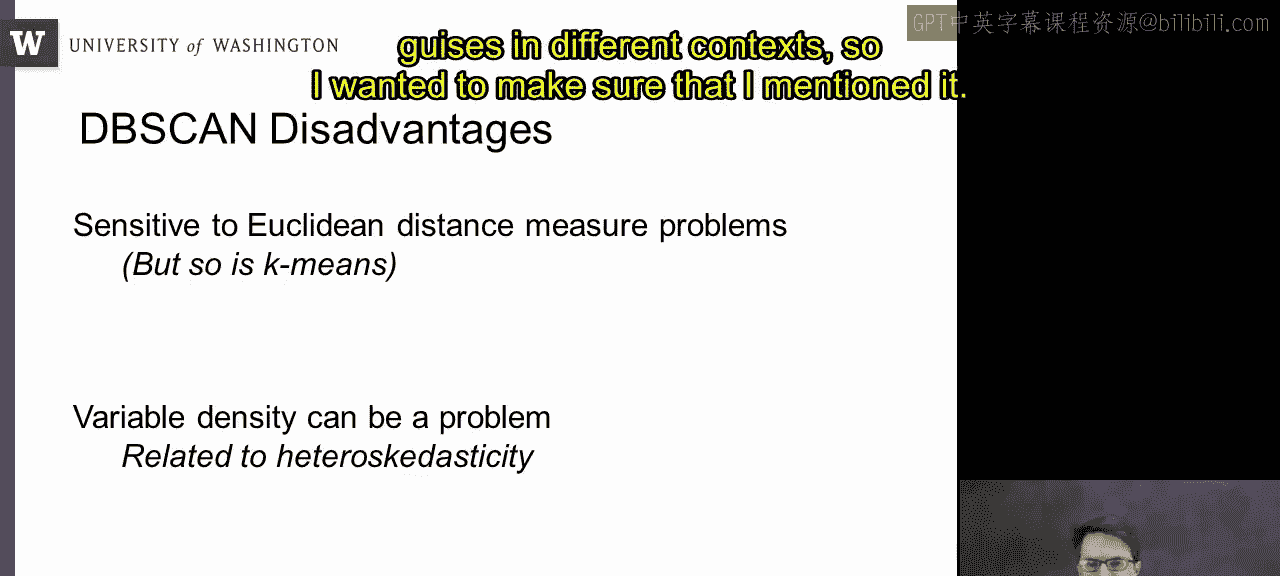 W UNIVERSITY of WASHINGTON
GPT中英字幕课程资源@bilibili.com
guises in different contexts, so
I wanted to make sure that I mentioned it.
DBSCAN Disadvantages
Sensitive to Euclidean distance measure problems
(But so is k-means)
Variable density can be a problem
Related to heteroskedasticity